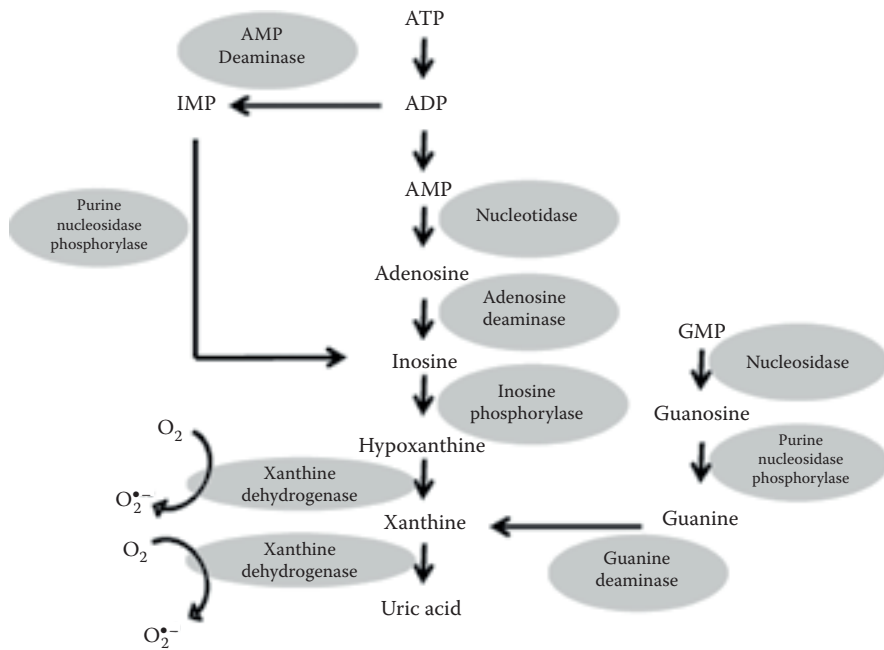 ATP
AMP
Deaminase
IMP
ADP
AMP
Purine
nucleosidase
phosphorylase
Nucleotidase
Adenosine
Adenosine
deaminase
GMP
Nucleosidase
Inosine
Inosine
phosphorylase
Guanosine
O₂
Hypoxanthine
Purine
nucleosidase
phosphorylase
Xanthine
dehydrogenase
O₂•−
Xanthine
Guanine
O₂
Xanthine
dehydrogenase
Guanine
deaminase
Uric acid
O₂•−